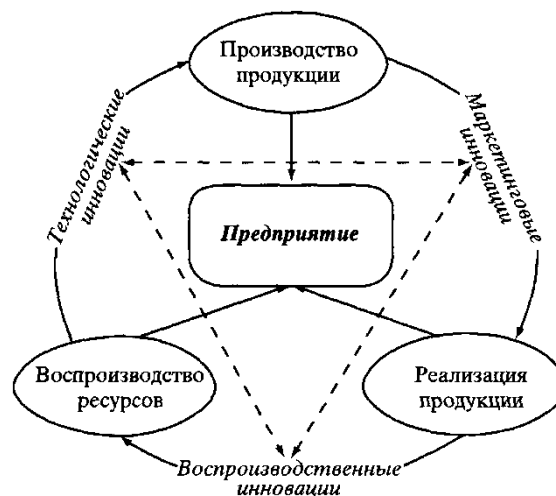 Производство
продукции
Технологические
инновации
Маркетинговые
инновации
Предприятие
Воспроизводство
ресурсов
Реализация
продукции
Воспроизводственные
инновации